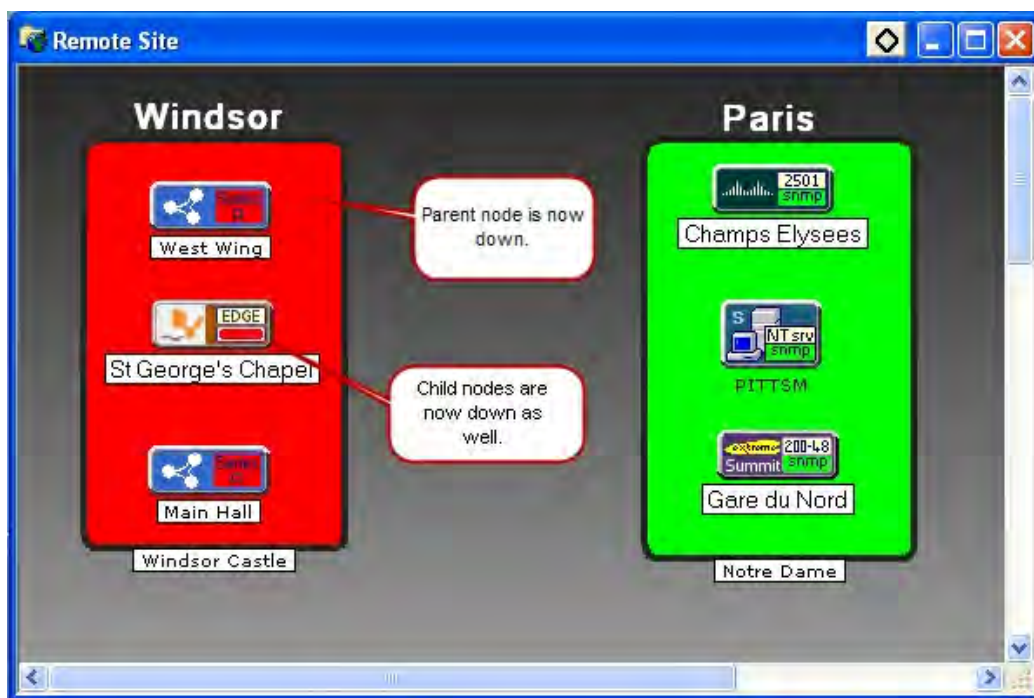 Remote Site
Windsor
Paris
West Wing
Parent node is now
down.
2501
snmp
Champs Elysees
EDGE
St George's Chapel
Child nodes are
now down as
well.
S
NT srv
snmp
PITTSM
Main Hall
Windsor Castle
extreme 200-48
Summit snmp
Gare du Nord
Notre Dame